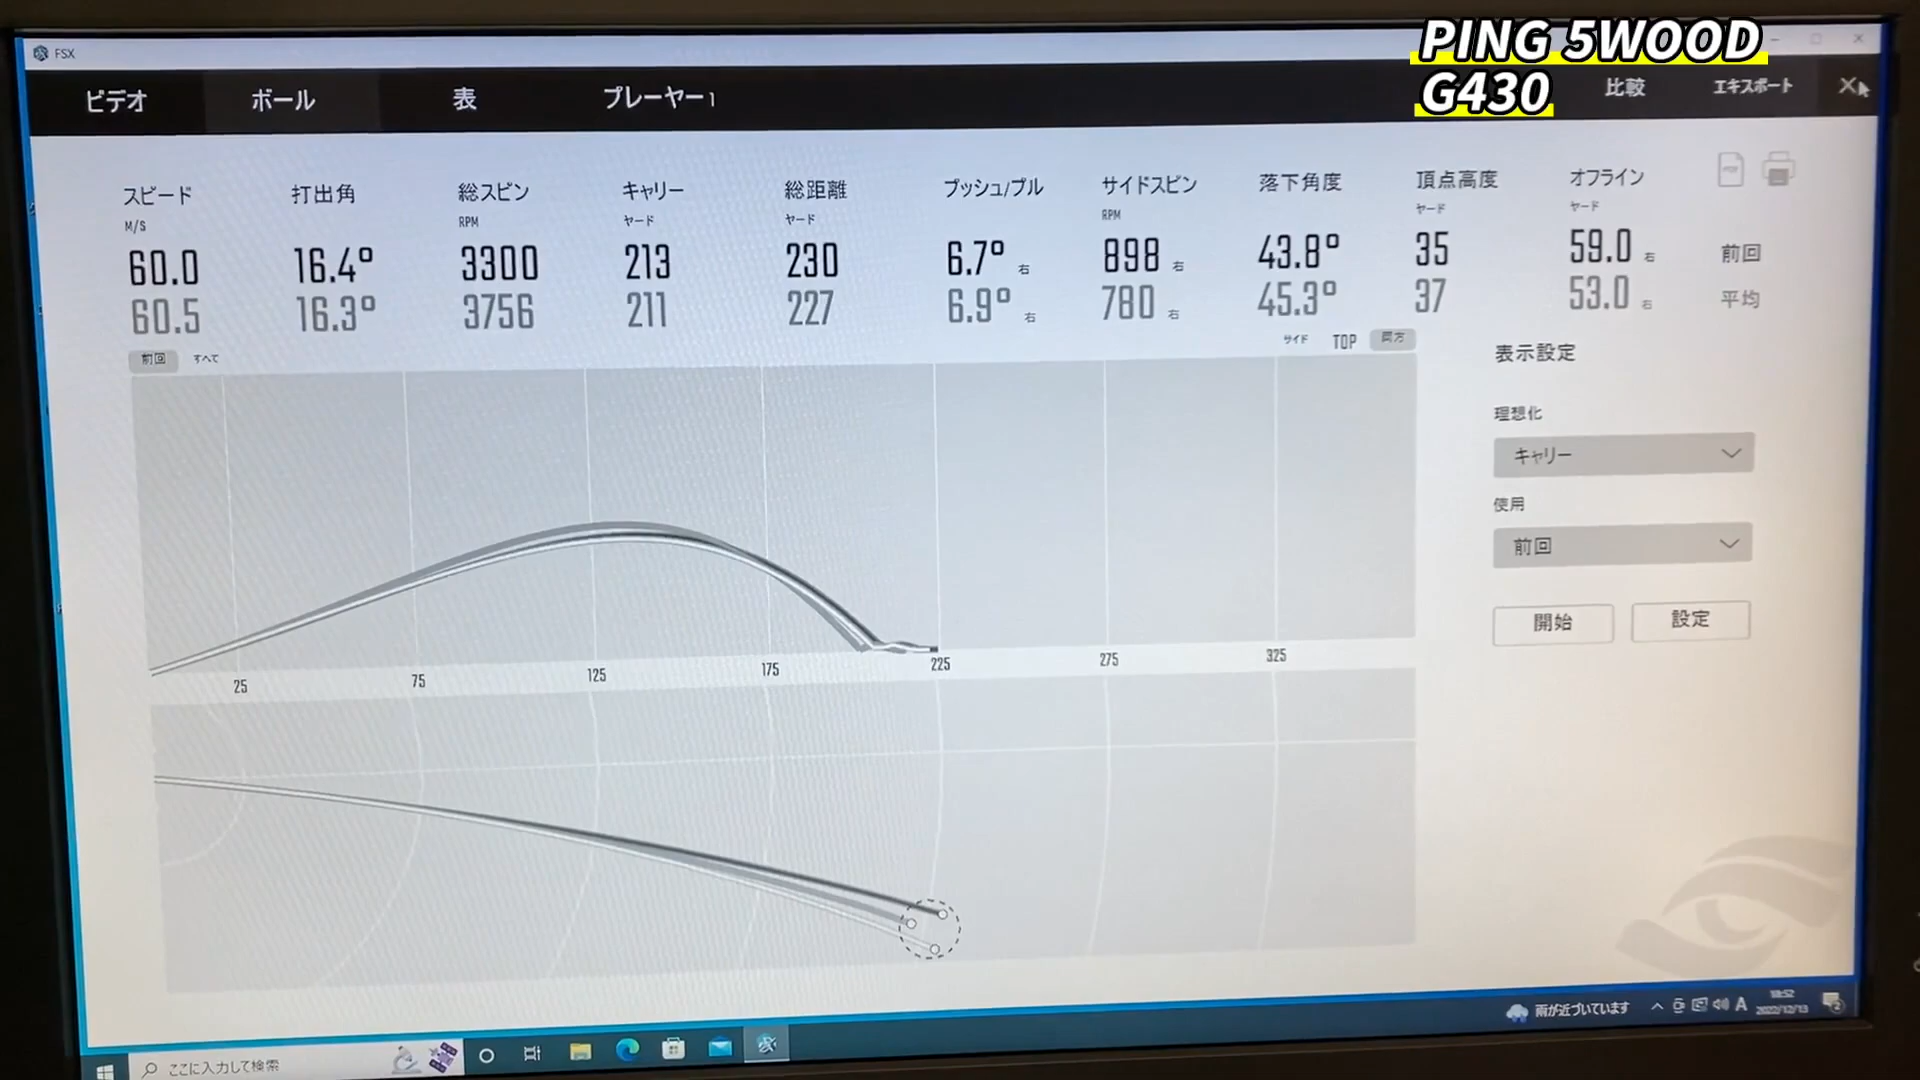 PING 5WOOD
G430
FSX
ビデオ ボール 表 プレーヤー1 比較 エキスポート
スピード 打出角 総スピン キャリー 総距離 プッシュ/プル サイドスピン 落下角度 頂点高度 オフライン
M/S RPM ヤード ヤード RPM ヤード ヤード
60.0 16.4° 3300 213 230 6.7° 右 898 右 43.8° 35 59.0 右 前回
60.5 16.3° 3756 211 227 6.9° 右 780 右 45.3° 37 53.0 右 平均
前回 すべて サイド TOP 両方
表示設定
理想化
キャリー
使用
前回
開始 設定
25 75 125 175 225 275 325
雨が近づいています A 18:52
2022/12/13
ここに入力して検索